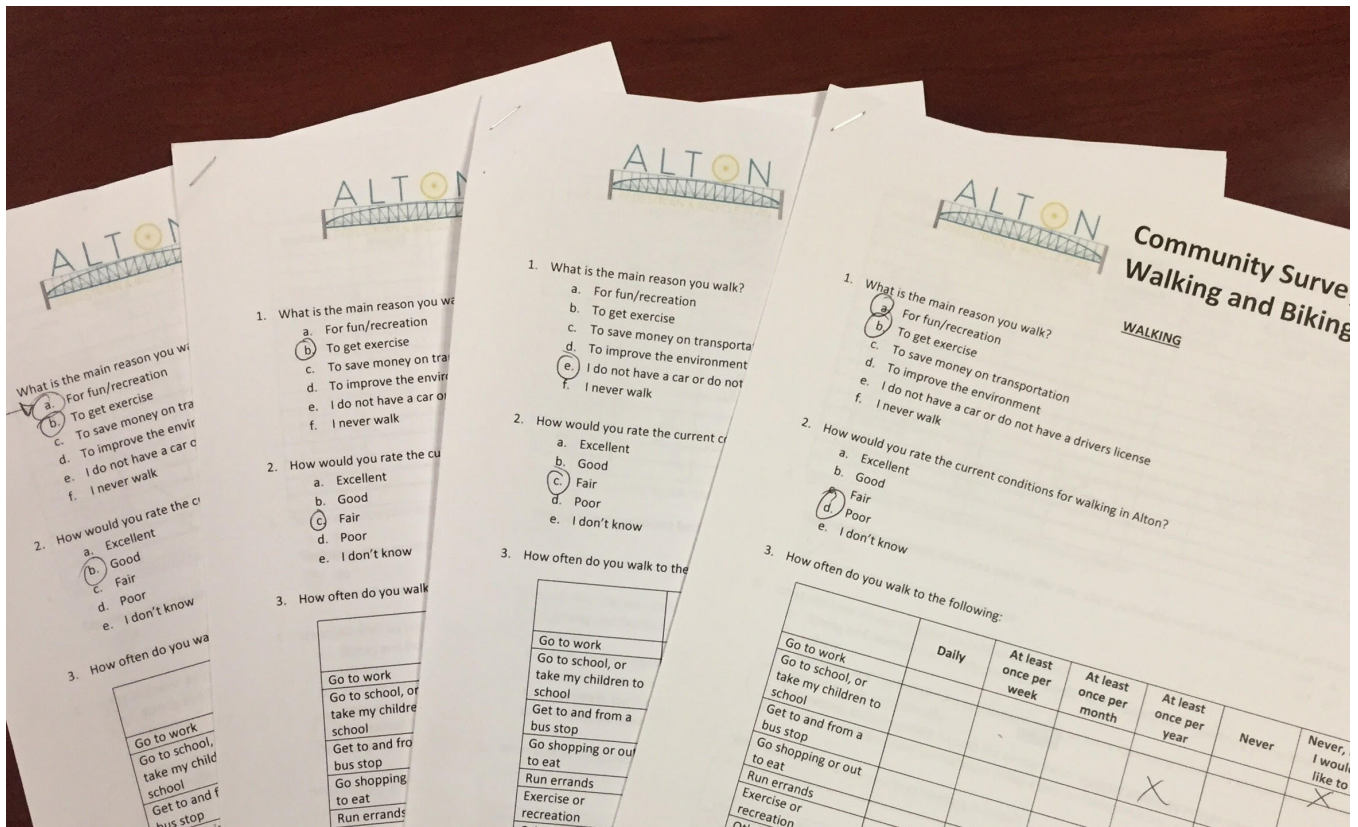 ALTON
What is the main reason you
a. For fun/recreation
b. To get exercise
c. To save money on
d. To improve the
e. I do not have a car
f. I never walk
2. How would you rate the
a. Excellent
b. Good
c. Fair
d. Poor
e. I don't know
3. How often do you
Go to work
Go to school,
take my
school
Get to and
bus stop
ALTON
1. What is the main reason you
a. For fun/recreation
b. To get exercise
c. To save money on
d. To improve the
e. I do not have a car
f. I never walk
2. How would you rate the
a. Excellent
b. Good
c. Fair
d. Poor
e. I don't know
3. How often do you walk
Go to work
Go to school, or
take my
school
Get to and
bus stop
Go shopping
to eat
Run errands
ALTON
1. What is the main reason you walk?
a. For fun/recreation
b. To get exercise
c. To save money on
d. To improve the environment
e. I do not have a car or do not
f. I never walk
2. How would you rate the current
a. Excellent
b. Good
c. Fair
d. Poor
e. I don't know
3. How often do you walk to the
Go to work
Go to school, or
take my children to
school
Get to and from a
bus stop
Go shopping or out
to eat
Run errands
Exercise or
recreation
ALTON
Community
Walking and Biking
WALKING
1. What is the main reason you walk?
a. For fun/recreation
b. To get exercise
c. To save money on transportation
d. To improve the environment
e. I do not have a car or do not have a drivers license
f. I never walk
2. How would you rate the current conditions for walking in Alton?
a. Excellent
b. Good
c. Fair
d. Poor
e. I don't know
3. How often do you walk to the following:
Daily
At least
once per
week
At least
once per
month
At least
once per
year
Never
Never,
I
like to
Go to work
Go to school, or
take my children to
school
Get to and from a
bus stop
Go shopping or out
to eat
Run errands
Exercise or
recreation
X
X